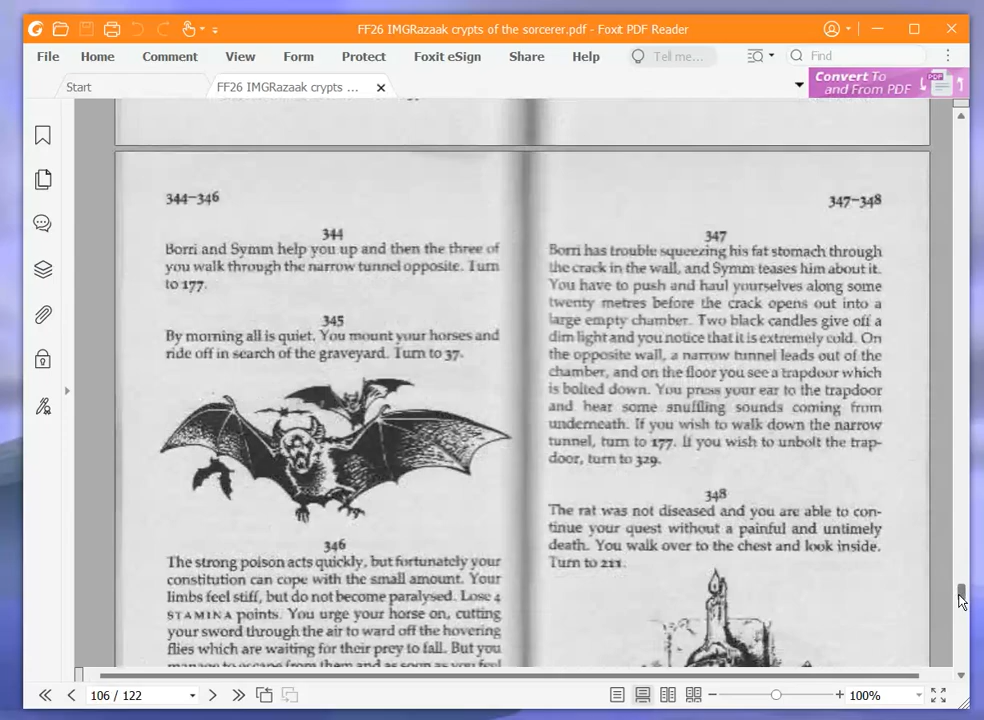 FF26 IMGRazaak crypts of the sorcerer.pdf - Foxit PDF Reader
File Home Comment View Form Protect Foxit eSign Share Help Tell me... Find
Start FF26 IMGRazaak crypts ... Convert To and From PDF PDF
344–346
344
Borri and Symm help you up and then the three of
you walk through the narrow tunnel opposite. Turn
to 177.
345
By morning all is quiet. You mount your horses and
ride off in search of the graveyard. Turn to 37.
346
The strong poison acts quickly, but fortunately your
constitution can cope with the small amount. Your
limbs feel stiff, but do not become paralysed. Lose 4
STAMINA points. You urge your horse on, cutting
your sword through the air to ward off the hovering
flies which are waiting for their prey to fall. But you
manage to escape from them and as soon as you feel
347–348
347
Borri has trouble squeezing his fat stomach through
the crack in the wall, and Symm teases him about it.
You have to push and haul yourselves along some
twenty metres before the crack opens out into a
large empty chamber. Two black candles give off a
dim light and you notice that it is extremely cold. On
the opposite wall, a narrow tunnel leads out of the
chamber, and on the floor you see a trapdoor which
is bolted down. You press your ear to the trapdoor
and hear some snuffling sounds coming from
underneath. If you wish to walk down the narrow
tunnel, turn to 177. If you wish to unbolt the trap-
door, turn to 329.
348
The rat was not diseased and you are able to con-
tinue your quest without a painful and untimely
death. You walk over to the chest and look inside.
Turn to 211.
106 / 122 100%